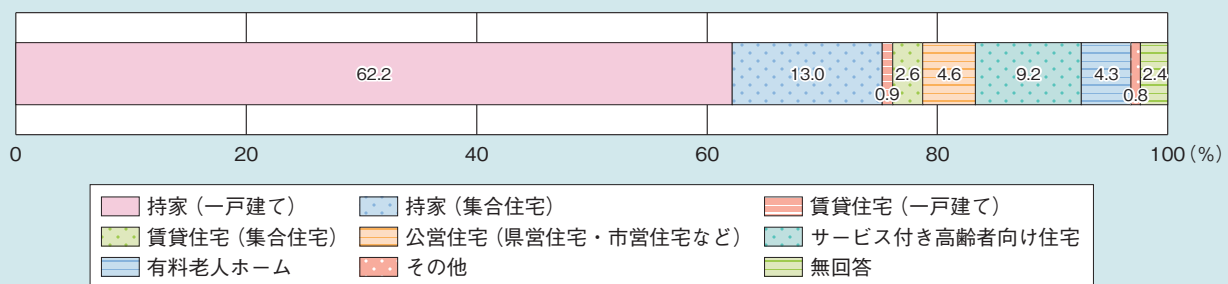 62.2 13.0 0.9 2.6 4.6 9.2 4.3 0.8 2.4
0 20 40 60 80 100（%）
持家（一戸建て） 持家（集合住宅） 賃貸住宅（一戸建て）
賃貸住宅（集合住宅） 公営住宅（県営住宅・市営住宅など） サービス付き高齢者向け住宅
有料老人ホーム その他 無回答